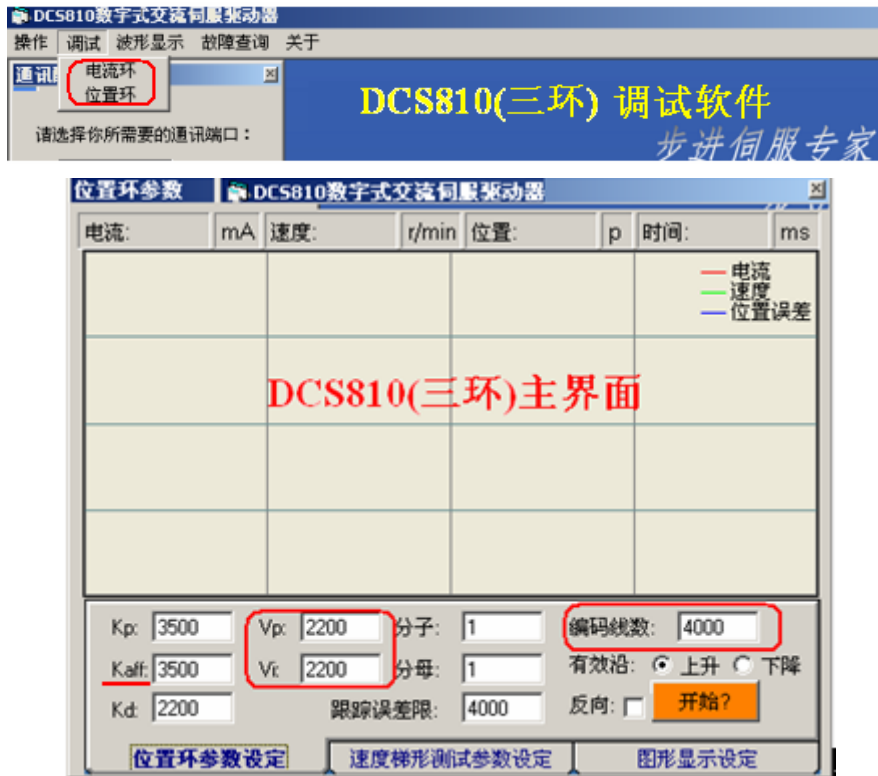 DCS810数字式交流伺服驱动器
操作 调试 波形显示 故障查询 关于
电流环
位置环
请选择你所需要的通讯端口：
DCS810(三环) 调试软件
步进伺服专家
位置环参数 DCS810数字式交流伺服驱动器
电流: mA 速度: r/min 位置: p 时间: ms
电流
速度
位置误差
DCS810(三环)主界面
Kp: 3500 Vp: 2200 分子: 1 编码线数: 4000
Kaff: 3500 Vi: 2200 分母: 1 有效沿: 上升 下降
Kd: 2200 跟踪误差限: 4000 反向: 开始?
位置环参数设定 速度梯形测试参数设定 图形显示设定